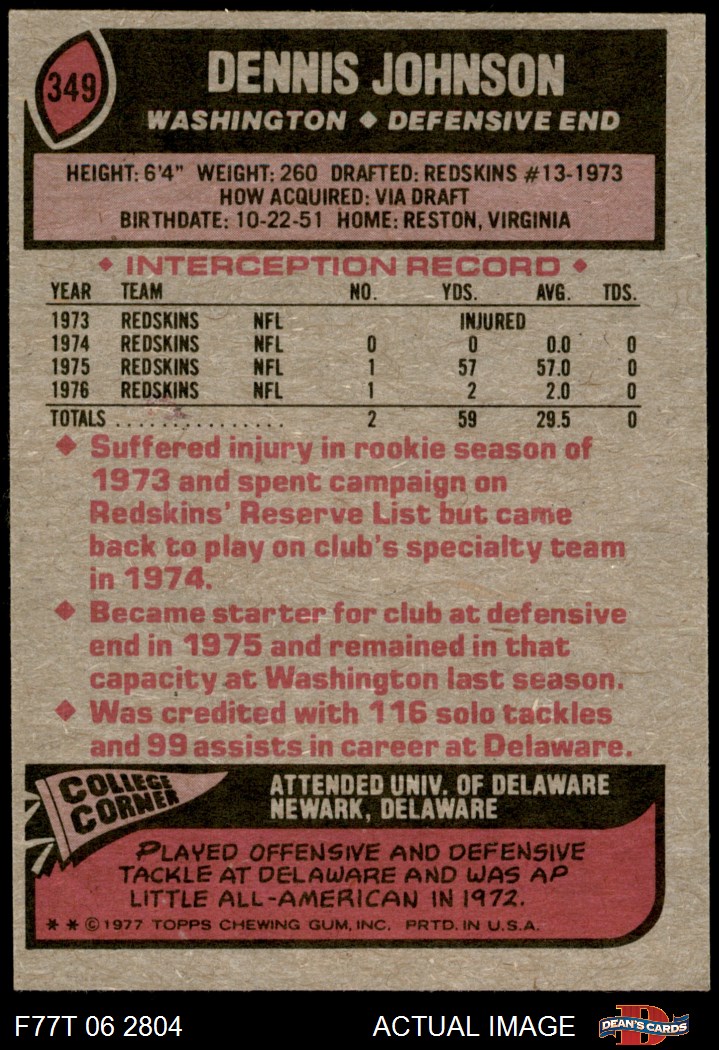 349
DENNIS JOHNSON
WASHINGTON ◆ DEFENSIVE END
HEIGHT: 6'4" WEIGHT: 260 DRAFTED: REDSKINS #13-1973
HOW ACQUIRED: VIA DRAFT
BIRTHDATE: 10-22-51 HOME: RESTON, VIRGINIA
◆ INTERCEPTION RECORD ◆
YEAR TEAM NO. YDS. AVG. TDS.
1973 REDSKINS NFL INJURED
1974 REDSKINS NFL 0 0 0.0 0
1975 REDSKINS NFL 1 57 57.0 0
1976 REDSKINS NFL 1 2 2.0 0
TOTALS . . . . . . . . . . . . . . . 2 59 29.5 0
◆ Suffered injury in rookie season of
1973 and spent campaign on
Redskins' Reserve List but came
back to play on club's specialty team
in 1974.
◆ Became starter for club at defensive
end in 1975 and remained in that
capacity at Washington last season.
◆ Was credited with 116 solo tackles
and 99 assists in career at Delaware.
COLLEGE
CORNER
ATTENDED UNIV. OF DELAWARE
NEWARK, DELAWARE
PLAYED OFFENSIVE AND DEFENSIVE
TACKLE AT DELAWARE AND WAS AP
LITTLE ALL-AMERICAN IN 1972.
* * © 1977 TOPPS CHEWING GUM, INC. PRTD. IN U.S.A.
F77T 06 2804 ACTUAL IMAGE
D
DEAN'S CARDS